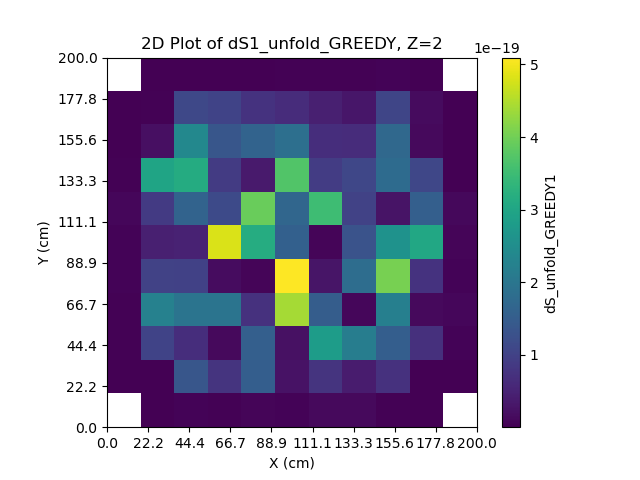 2D Plot of dS1_unfold_GREEDY, Z=2
1e−19
200.0
177.8
155.6
133.3
111.1
88.9
66.7
44.4
22.2
0.0
Y (cm)
0.0 22.2 44.4 66.7 88.9 111.1 133.3 155.6 177.8 200.0
X (cm)
5
4
3
2
1
dS_unfold_GREEDY1